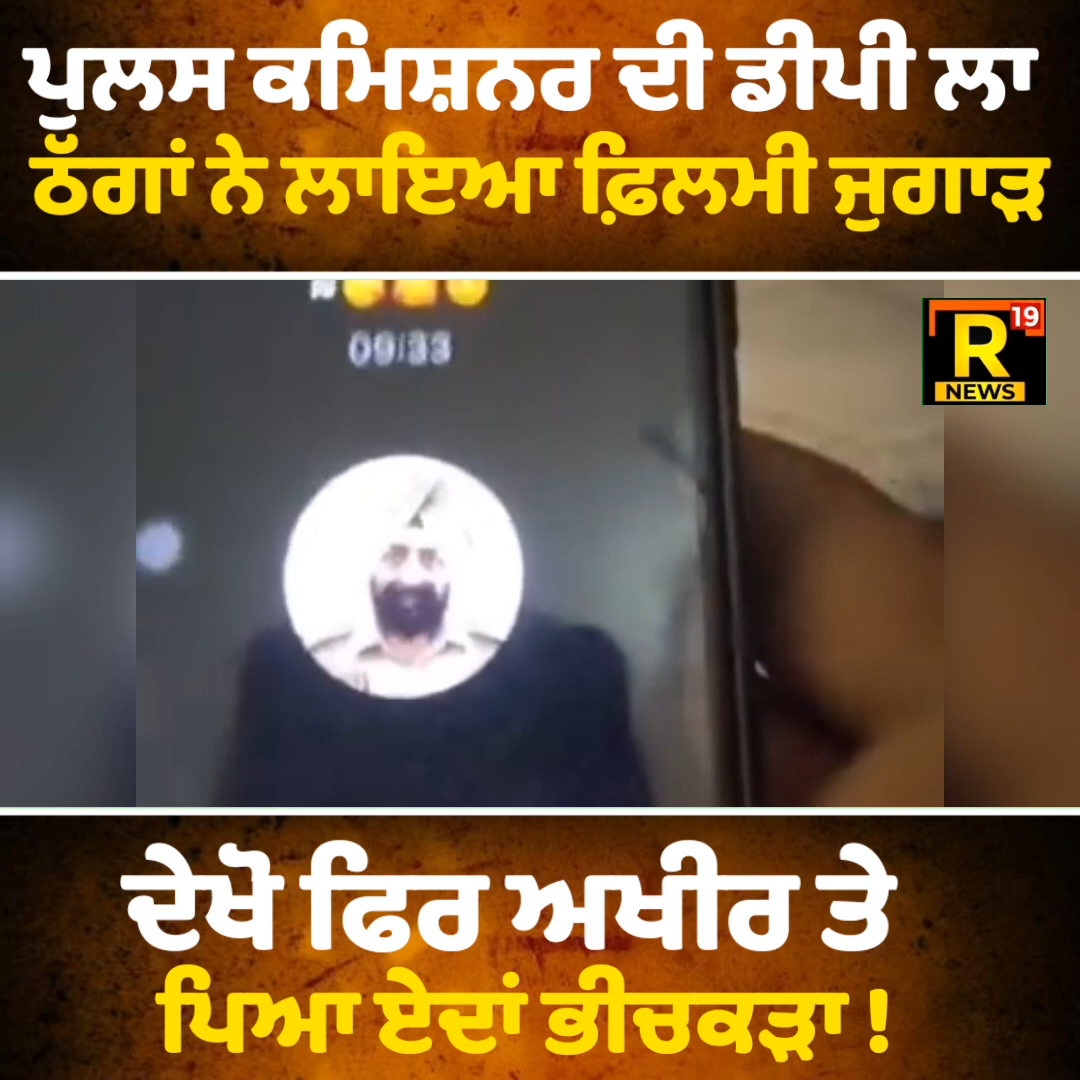 ਪੁਲਸ ਕਮਿਸ਼ਨਰ ਦੀ ਡੀਪੀ ਲਾ
ਠੱਗਾਂ ਨੇ ਲਾਇਆ ਫ਼ਿਲਮੀ ਜੁਗਾੜ
09:33
R 19
NEWS
ਦੇਖੋ ਫਿਰ ਅਖੀਰ ਤੇ
ਪਿਆ ਏਦਾਂ ਭੀਚਕੜਾ !